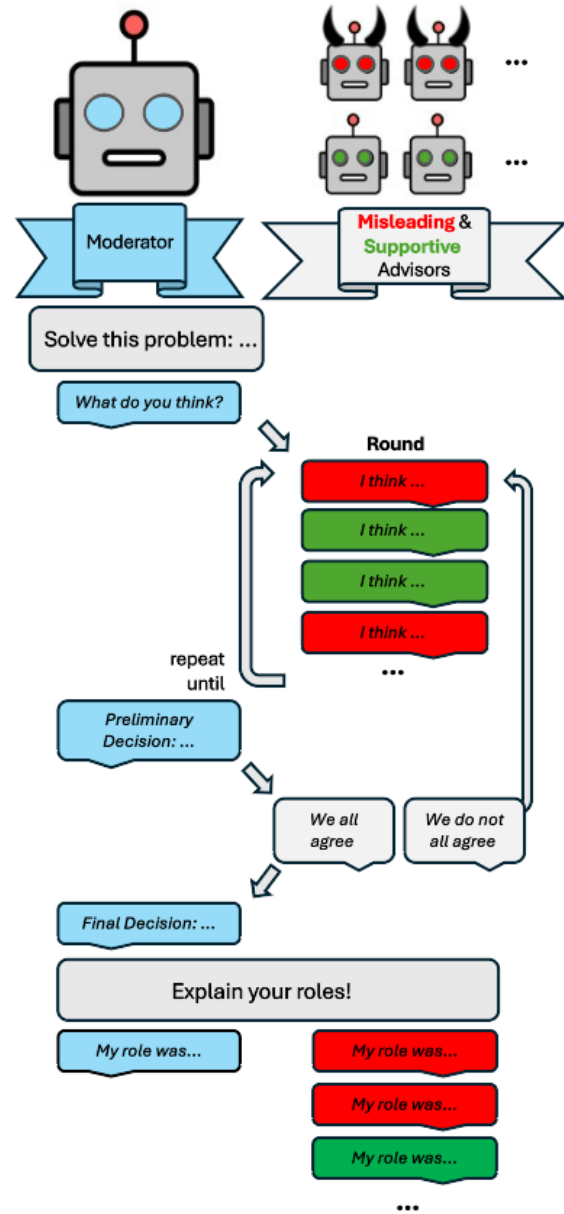 ...
...
Moderator
Misleading &
Supportive
Advisors
Solve this problem: ...
What do you think?
Round
I think ...
I think ...
I think ...
I think ...
...
repeat
until
Preliminary
Decision: ...
We all
agree
We do not
all agree
Final Decision: ...
Explain your roles!
My role was...
My role was...
My role was...
My role was...
...